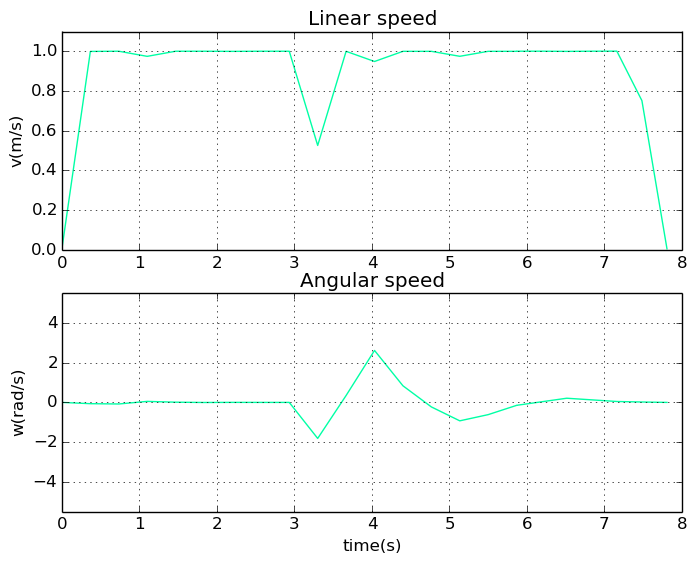 Linear speed
1.0
0.8
0.6
0.4
0.2
0.0
v(m/s)
0 1 2 3 4 5 6 7 8
Angular speed
4
2
0
−2
−4
w(rad/s)
0 1 2 3 4 5 6 7 8
time(s)